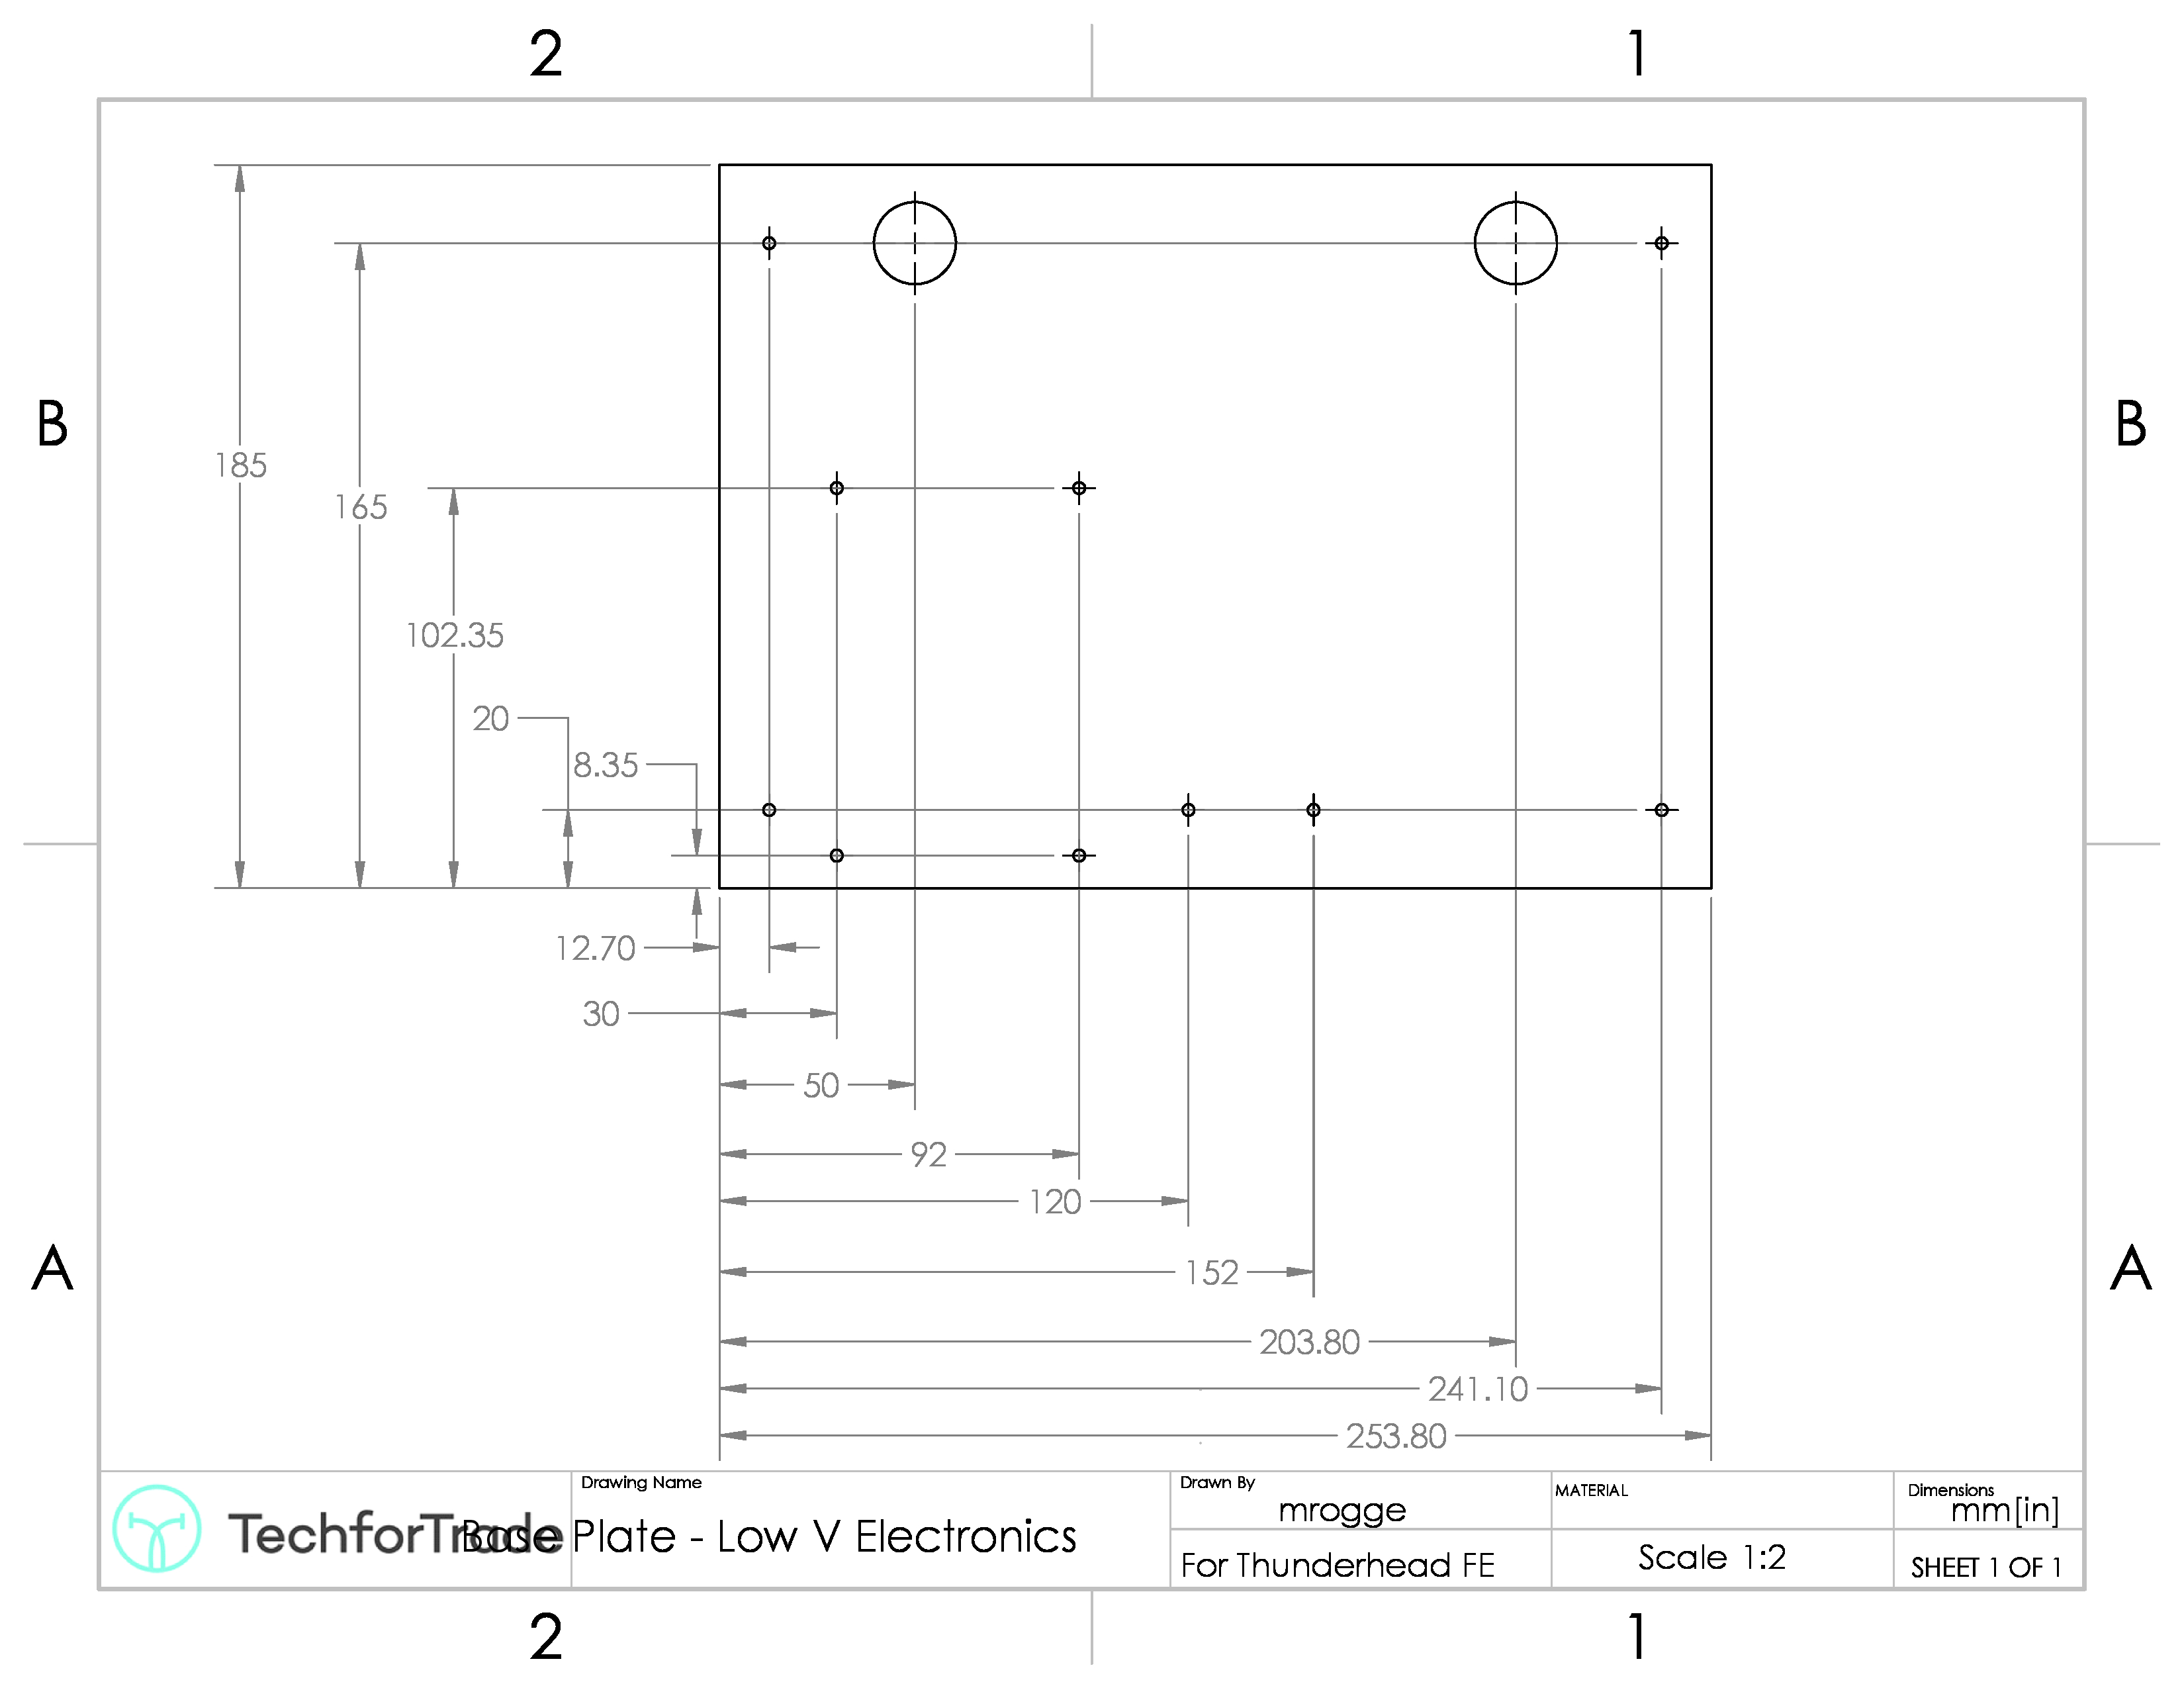 2
1
B
B
185
165
102.35
20
8.35
12.70
30
50
92
120
A
A
152
203.80
241.10
253.80
TechforTrade
Drawing Name
Base Plate - Low V Electronics
Drawn By
mrogge
For Thunderhead FE
MATERIAL
Scale 1:2
Dimensions
mm[in]
SHEET 1 OF 1
2
1